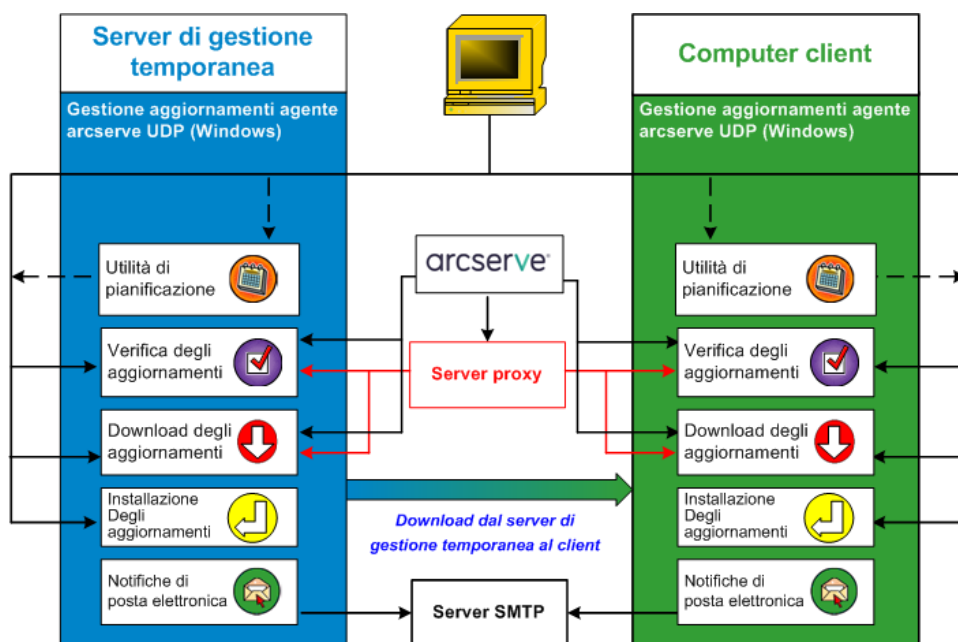 Server di gestione
temporanea
Gestione aggiornamenti agente
arcserve UDP (Windows)
Utilità di
pianificazione
Verifica degli
aggiornamenti
Download degli
aggiornamenti
Installazione
Degli
aggiornamenti
Notifiche di
posta elettronica
arcserve®
Server proxy
Download dal server di
gestione temporanea al client
Server SMTP
Computer client
Gestione aggiornamenti agente
arcserve UDP (Windows)
Utilità di
pianificazione
Verifica degli
aggiornamenti
Download degli
aggiornamenti
Installazione
Degli
aggiornamenti
Notifiche di
posta elettronica